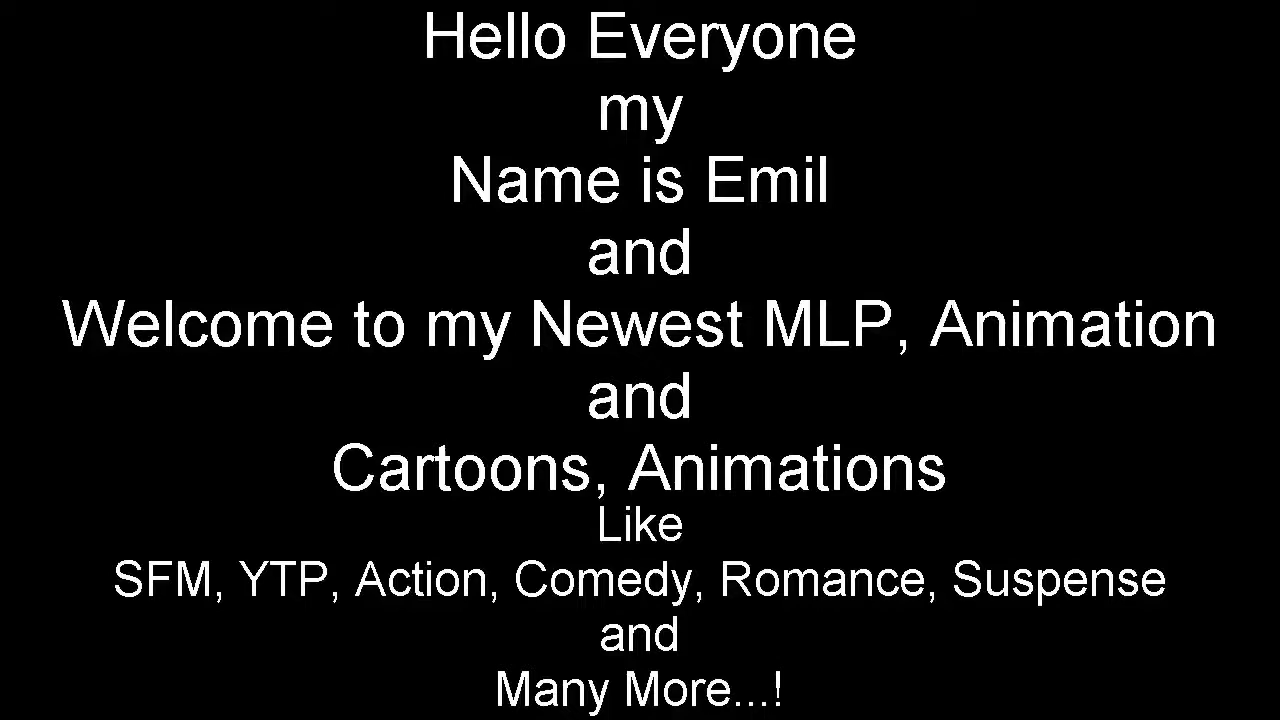 Hello Everyone
my
Name is Emil
and
Welcome to my Newest MLP, Animation
and
Cartoons, Animations
Like
SFM, YTP, Action, Comedy, Romance, Suspense
and
Many More...!